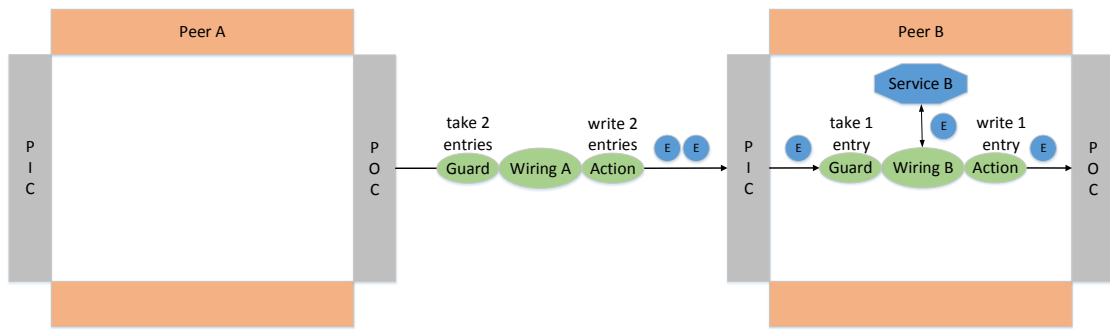 Peer A
Peer B
P
I
C
P
O
C
take 2
entries
Guard
Wiring A
write 2
entries
Action
E
E
P
I
C
E
take 1
entry
Guard
Service B
E
Wiring B
write 1
entry
Action
E
P
O
C